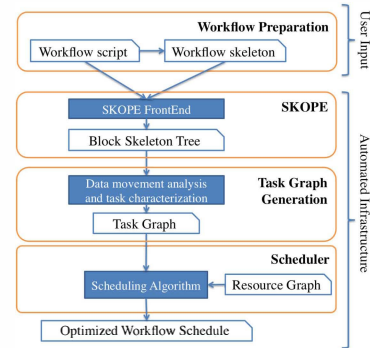 Workflow Preparation
Workflow script
Workflow skeleton
User Input
SKOPE FrontEnd
SKOPE
Block Skeleton Tree
Data movement analysis
and task characterization
Task Graph
Generation
Task Graph
Scheduler
Scheduling Algorithm
Resource Graph
Optimized Workflow Schedule
Automated Infrastructure